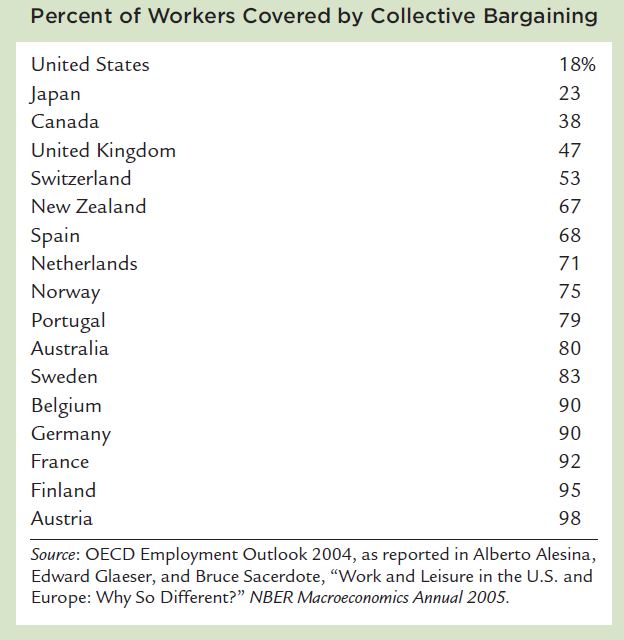 Percent of Workers Covered by Collective Bargaining
United States 18%
Japan 23
Canada 38
United Kingdom 47
Switzerland 53
New Zealand 67
Spain 68
Netherlands 71
Norway 75
Portugal 79
Australia 80
Sweden 83
Belgium 90
Germany 90
France 92
Finland 95
Austria 98
Source: OECD Employment Outlook 2004, as reported in Alberto Alesina,
Edward Glaeser, and Bruce Sacerdote, “Work and Leisure in the U.S. and
Europe: Why So Different?” NBER Macroeconomics Annual 2005.